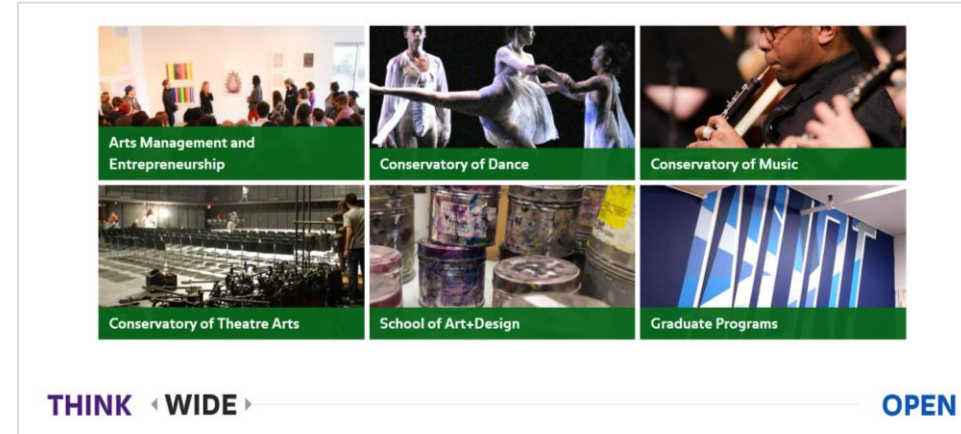 Arts Management and
Entrepreneurship
Conservatory of Dance
Conservatory of Music
Conservatory of Theatre Arts
School of Art+Design
Graduate Programs
THINK WIDE OPEN